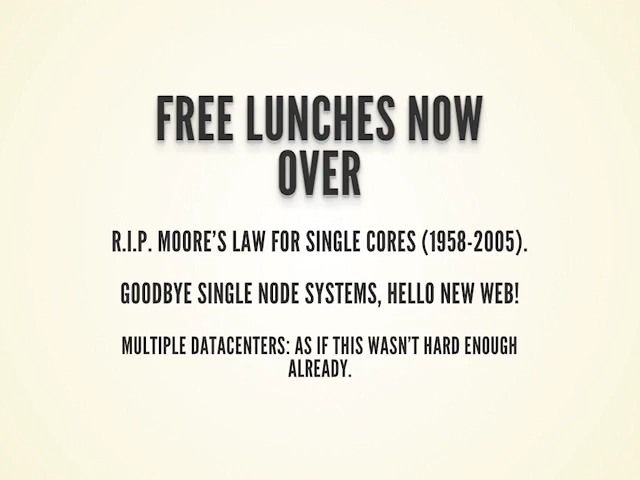 FREE LUNCHES NOW
OVER
R.I.P. MOORE'S LAW FOR SINGLE CORES (1958-2005).
GOODBYE SINGLE NODE SYSTEMS, HELLO NEW WEB!
MULTIPLE DATACENTERS: AS IF THIS WASN'T HARD ENOUGH
ALREADY.